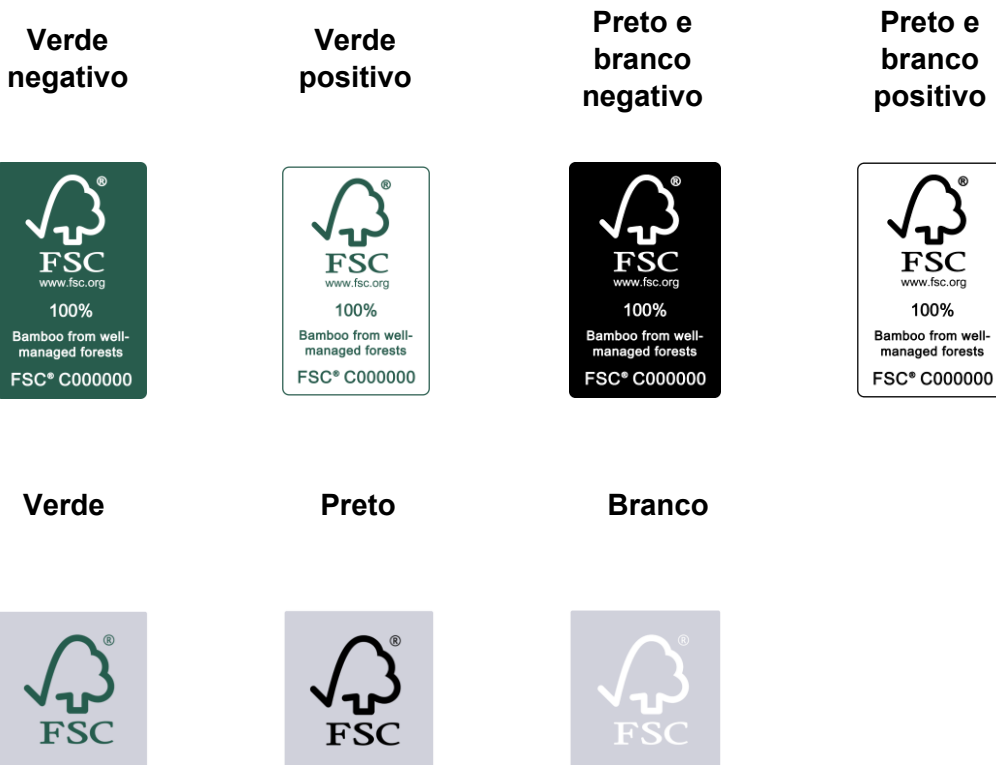 Verde
negativo
Verde
positivo
Preto e
branco
negativo
Preto e
branco
positivo
®
FSC
www.fsc.org
100%
Bamboo from well-
managed forests
FSC® C000000
®
FSC
www.fsc.org
100%
Bamboo from well-
managed forests
FSC® C000000
®
FSC
www.fsc.org
100%
Bamboo from well-
managed forests
FSC® C000000
®
FSC
www.fsc.org
100%
Bamboo from well-
managed forests
FSC® C000000
Verde
Preto
Branco
®
FSC
®
FSC
®
FSC